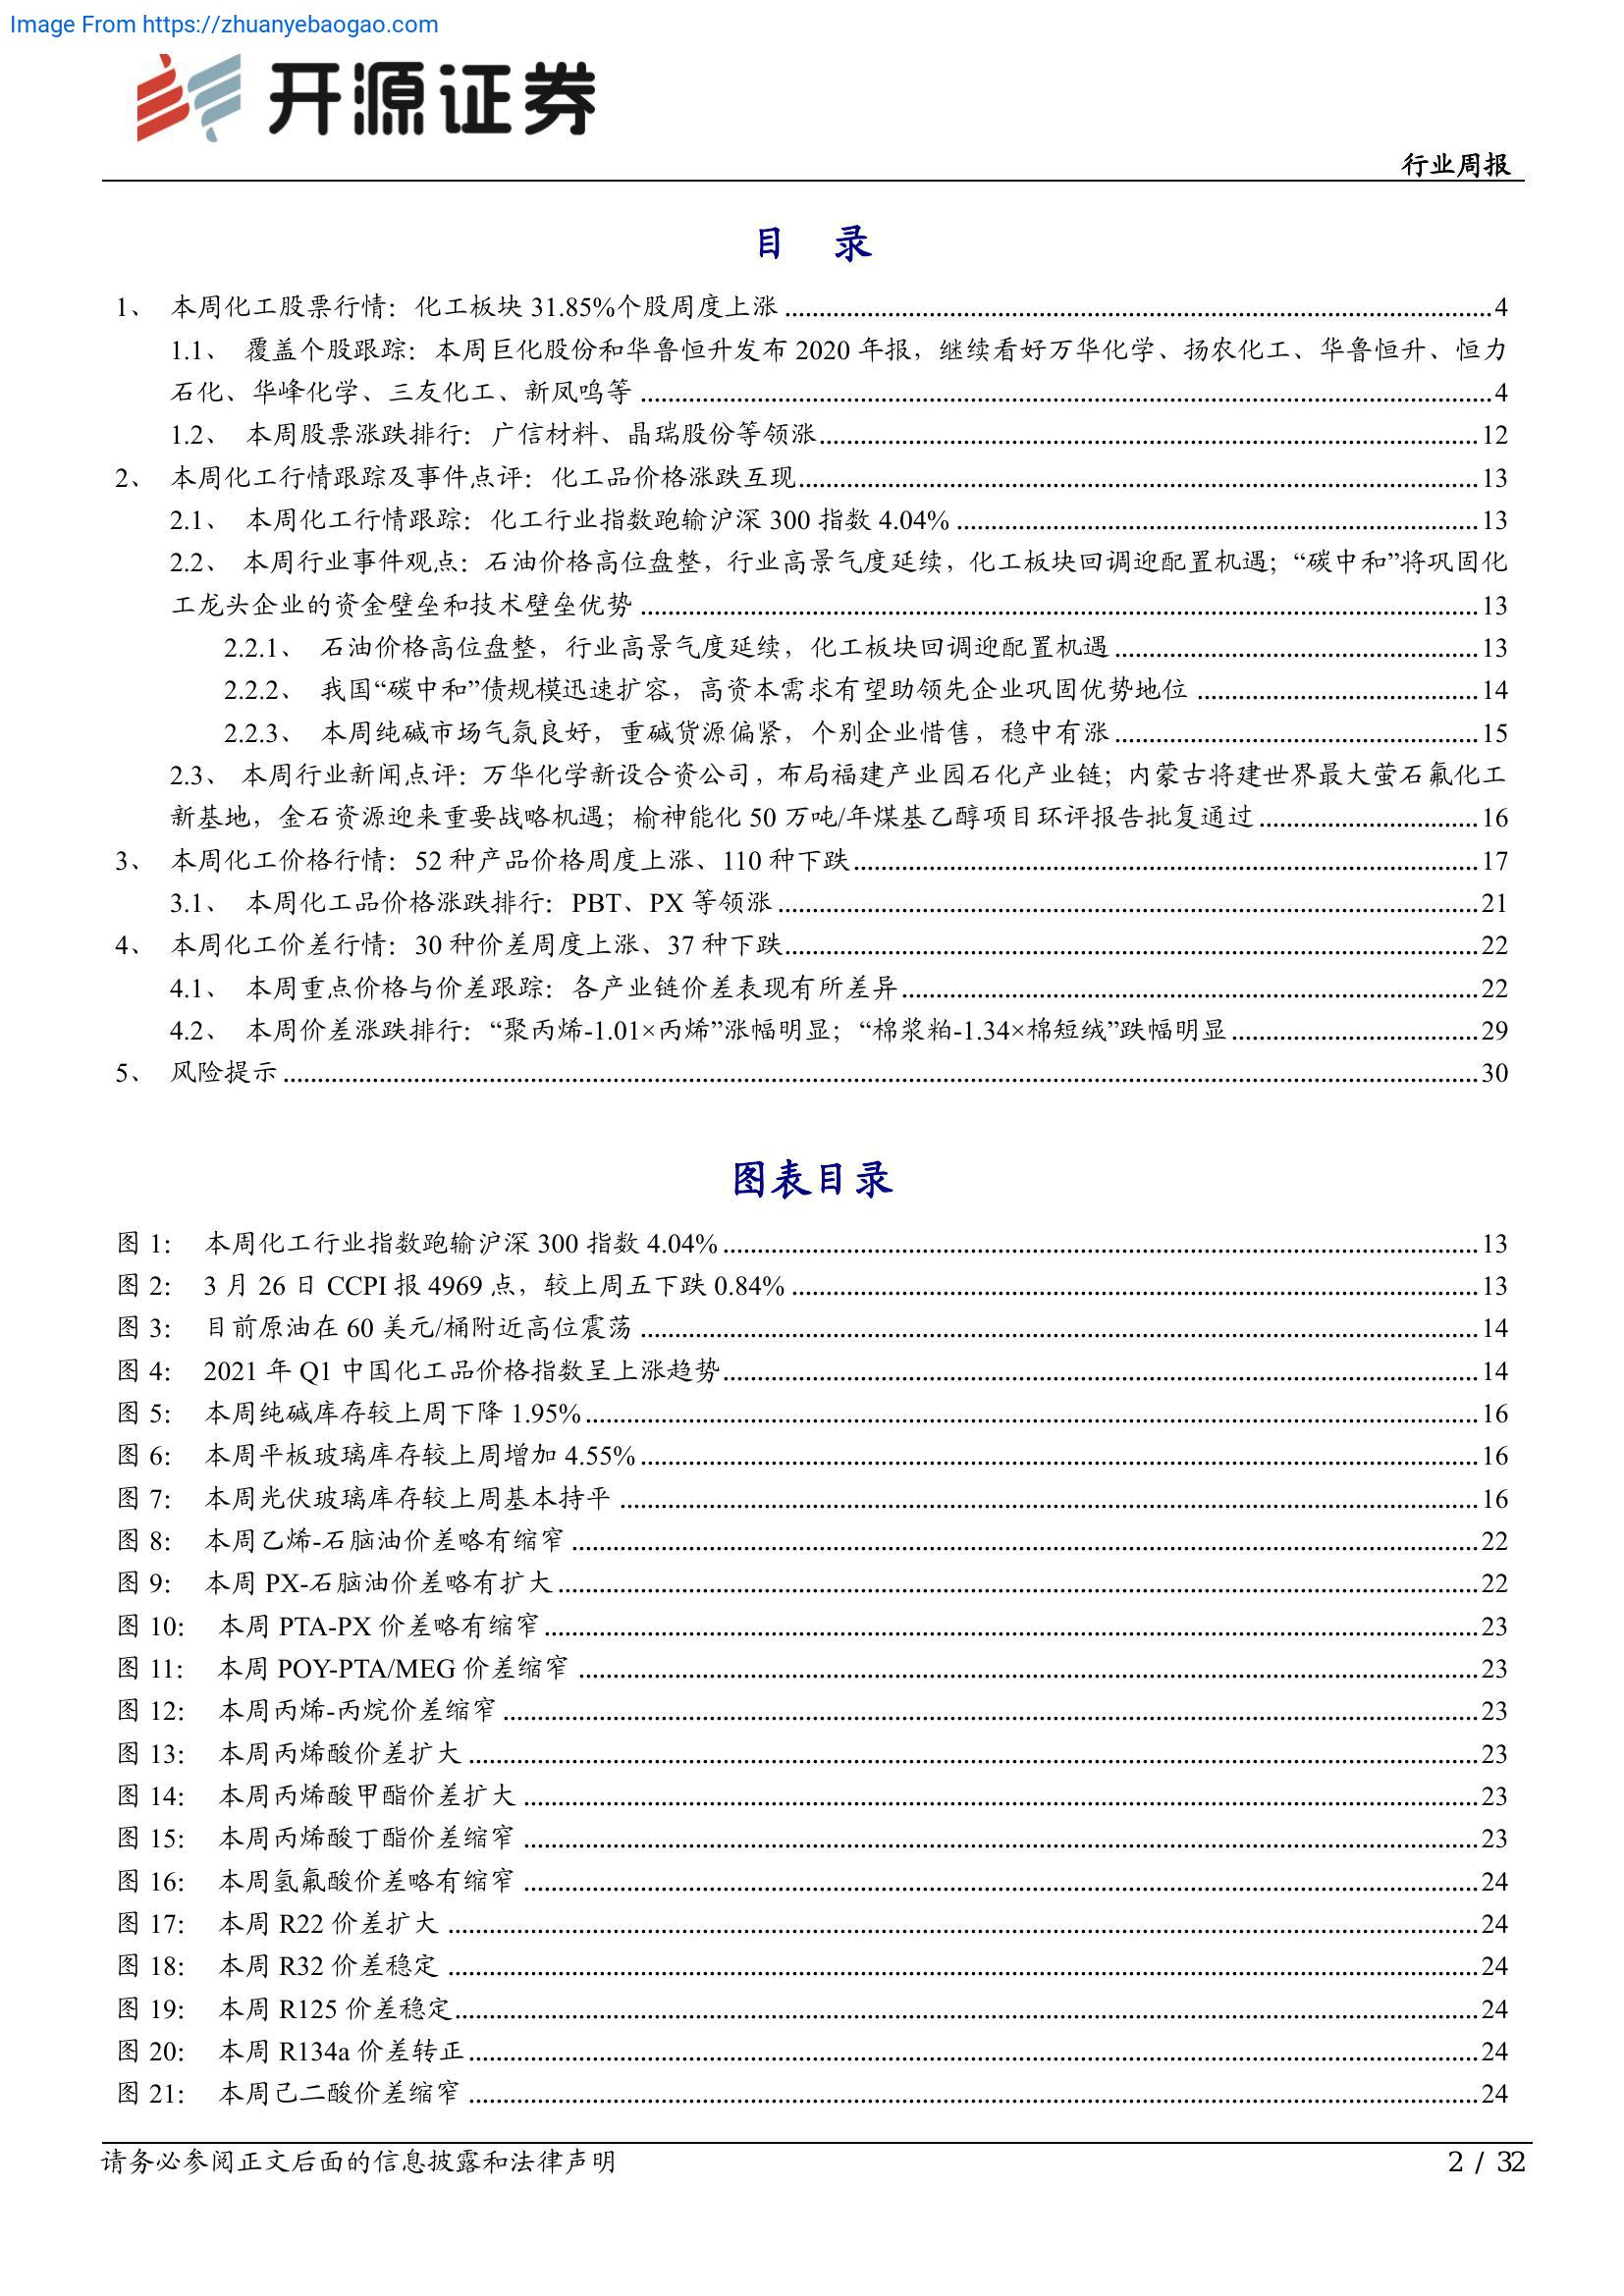 Image From https://zhuanyebaogao.com
开源证券
行业周报
目 录
1、 本周化工股票行情：化工板块 31.85%个股周度上涨 ........ 4
1.1、 覆盖个股跟踪：本周巨化股份和华鲁恒升发布 2020 年报，继续看好万华化学、扬农化工、华鲁恒升、恒力
石化、华峰化学、三友化工、新凤鸣等 ........ 4
1.2、 本周股票涨跌排行：广信材料、晶瑞股份等领涨 ........ 12
2、 本周化工行情跟踪及事件点评：化工品价格涨跌互现 ........ 13
2.1、 本周化工行情跟踪：化工行业指数跑输沪深 300 指数 4.04% ........ 13
2.2、 本周行业事件观点：石油价格高位盘整，行业高景气度延续，化工板块回调迎配置机遇；“碳中和”将巩固化
工龙头企业的资金壁垒和技术壁垒优势 ........ 13
2.2.1、 石油价格高位盘整，行业高景气度延续，化工板块回调迎配置机遇 ........ 13
2.2.2、 我国“碳中和”债规模迅速扩容，高资本需求有望助领先企业巩固优势地位 ........ 14
2.2.3、 本周纯碱市场气氛良好，重碱货源偏紧，个别企业惜售，稳中有涨 ........ 15
2.3、 本周行业新闻点评：万华化学新设合资公司，布局福建产业园石化产业链；内蒙古将建世界最大萤石氟化工
新基地，金石资源迎来重要战略机遇；榆神能化 50 万吨/年煤基乙醇项目环评报告批复通过 ........ 16
3、 本周化工价格行情：52 种产品价格周度上涨、110 种下跌 ........ 17
3.1、 本周化工品价格涨跌排行：PBT、PX 等领涨 ........ 21
4、 本周化工价差行情：30 种价差周度上涨、37 种下跌 ........ 22
4.1、 本周重点价格与价差跟踪：各产业链价差表现有所差异 ........ 22
4.2、 本周价差涨跌排行：“聚丙烯-1.01×丙烯”涨幅明显；“棉浆粕-1.34×棉短绒”跌幅明显 ........ 29
5、 风险提示 ........ 30
图表目录
图 1： 本周化工行业指数跑输沪深 300 指数 4.04% ........ 13
图 2： 3 月 26 日 CCPI 报 4969 点，较上周五下跌 0.84% ........ 13
图 3： 目前原油在 60 美元/桶附近高位震荡 ........ 14
图 4： 2021 年 Q1 中国化工品价格指数呈上涨趋势 ........ 14
图 5： 本周纯碱库存较上周下降 1.95% ........ 16
图 6： 本周平板玻璃库存较上周增加 4.55% ........ 16
图 7： 本周光伏玻璃库存较上周基本持平 ........ 16
图 8： 本周乙烯-石脑油价差略有缩窄 ........ 22
图 9： 本周 PX-石脑油价差略有扩大 ........ 22
图 10： 本周 PTA-PX 价差略有缩窄 ........ 23
图 11： 本周 POY-PTA/MEG 价差缩窄 ........ 23
图 12： 本周丙烯-丙烷价差缩窄 ........ 23
图 13： 本周丙烯酸价差扩大 ........ 23
图 14： 本周丙烯酸甲酯价差扩大 ........ 23
图 15： 本周丙烯酸丁酯价差缩窄 ........ 23
图 16： 本周氢氟酸价差略有缩窄 ........ 24
图 17： 本周 R22 价差扩大 ........ 24
图 18： 本周 R32 价差稳定 ........ 24
图 19： 本周 R125 价差稳定 ........ 24
图 20： 本周 R134a 价差转正 ........ 24
图 21： 本周己二酸价差缩窄 ........ 24
请务必参阅正文后面的信息披露和法律声明
2 / 32